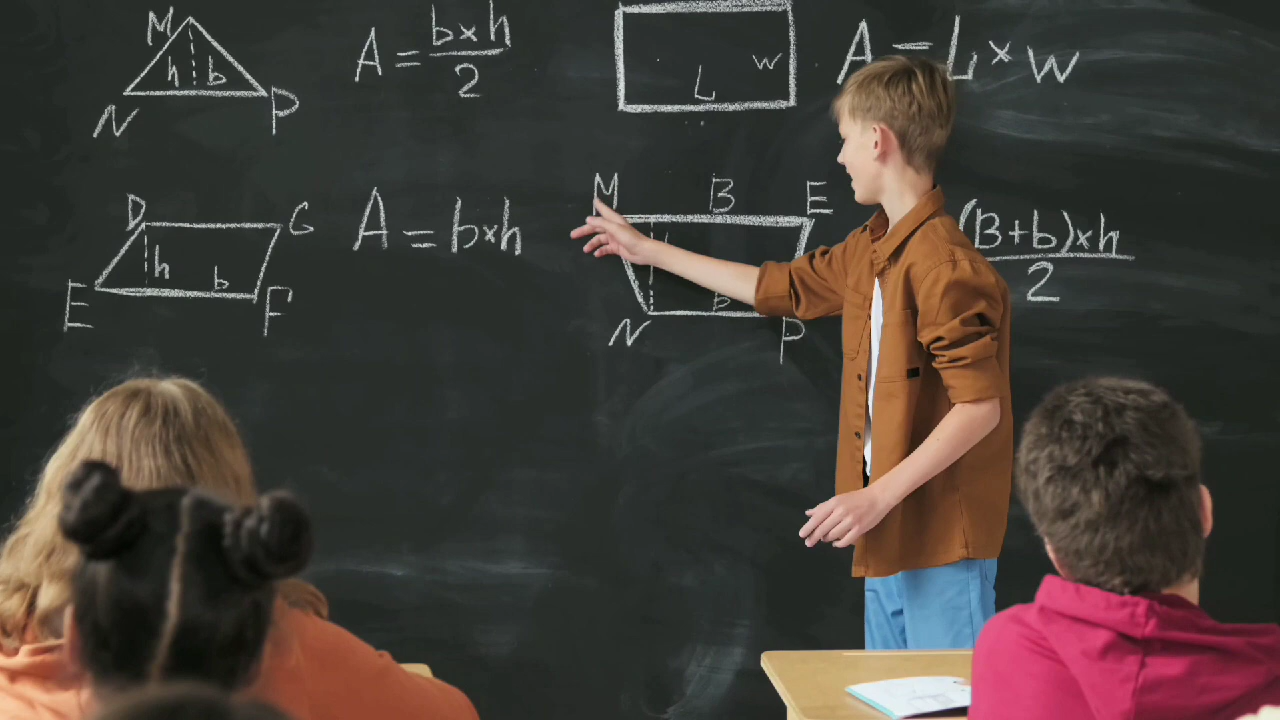 M
h b
N P
A = b×h/2
L W
A = L × W
D G
h b
E F
A = b×h
M B E
b
N P
(B+b)×h/2